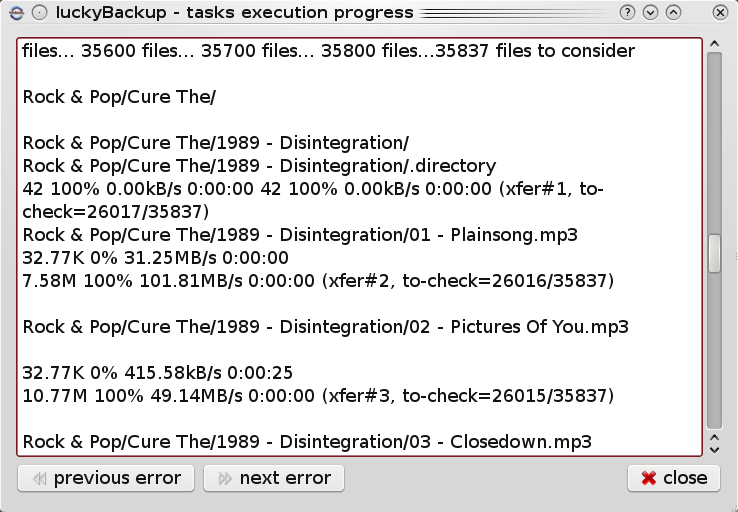 luckyBackup - tasks execution progress
files... 35600 files... 35700 files... 35800 files...35837 files to consider
Rock & Pop/Cure The/
Rock & Pop/Cure The/1989 - Disintegration/
Rock & Pop/Cure The/1989 - Disintegration/.directory
42 100% 0.00kB/s 0:00:00 42 100% 0.00kB/s 0:00:00 (xfer#1, to-
check=26017/35837)
Rock & Pop/Cure The/1989 - Disintegration/01 - Plainsong.mp3
32.77K 0% 31.25MB/s 0:00:00
7.58M 100% 101.81MB/s 0:00:00 (xfer#2, to-check=26016/35837)
Rock & Pop/Cure The/1989 - Disintegration/02 - Pictures Of You.mp3
32.77K 0% 415.58kB/s 0:00:25
10.77M 100% 49.14MB/s 0:00:00 (xfer#3, to-check=26015/35837)
Rock & Pop/Cure The/1989 - Disintegration/03 - Closedown.mp3
previous error next error close